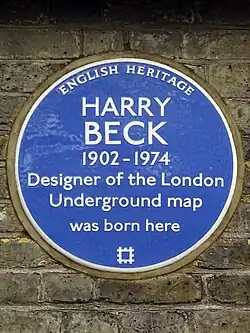 ENGLISH HERITAGE
HARRY
BECK
1902-1974
Designer of the London
Underground map
was born here